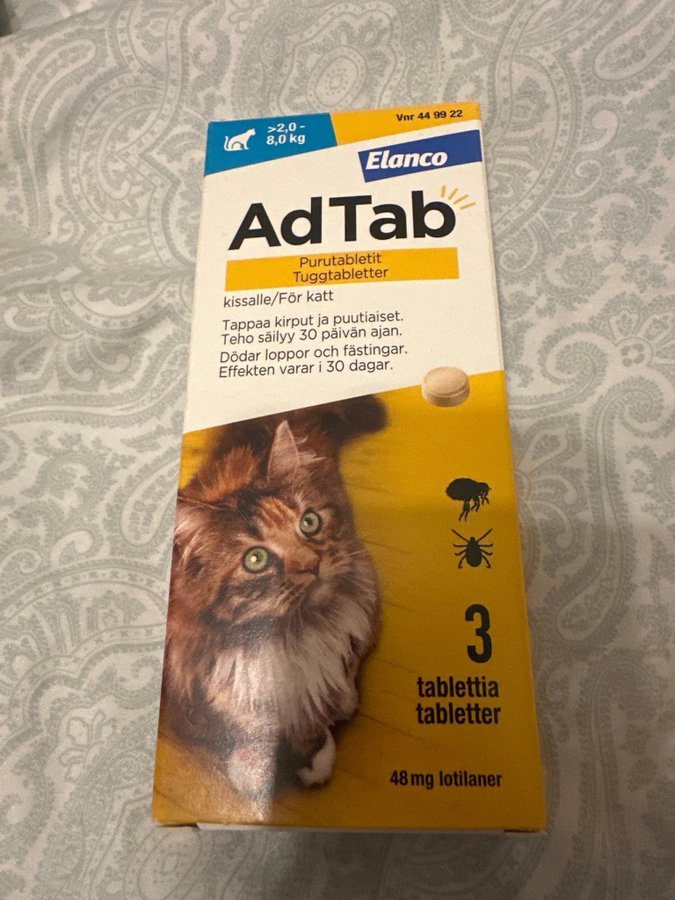 Vnr 44 99 22
>2,0 -
8,0 kg
Elanco
AdTab
Purutabletit
Tuggtabletter
kissalle/För katt
Tappaa kirput ja puutiaiset.
Teho säilyy 30 päivän ajan.
Dödar loppor och fästingar.
Effekten varar i 30 dagar.
3
tablettia
tabletter
48 mg lotilaner